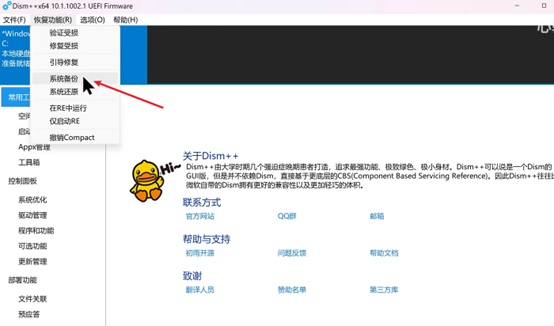 Dism++x64 10.1.1002.1 UEFI Firmware
文件(F) 恢复功能(R) 选项(O) 帮助(H)
*Window
C:
本地硬盘
准备就绪
验证受损
修复受损
引导修复
系统备份
系统还原
在RE中运行
仅启动RE
撤销Compact
常用工
空间
启动
Appx管理
工具箱
控制面板
系统优化
驱动管理
程序和功能
可选功能
更新管理
部署功能
文件关联
预应答
Hi~
关于Dism++
Dism++由大学时期几个强迫症晚期患者打造，追求最强功能、极致绿色、极小身材。Dism++可以说是一个Dism的
GUI版，但是并不依赖Dism，直接基于更底层的CBS(Component Based Servicing Reference)。因此Dism++往往比
微软自带的Dism拥有更好的兼容性以及更加轻巧的体积。
联系方式
官方网站 QQ群 邮箱
帮助与支持
初雨开源 问题反馈 帮助文档
致谢
翻译人员 赞助名单 第三方库